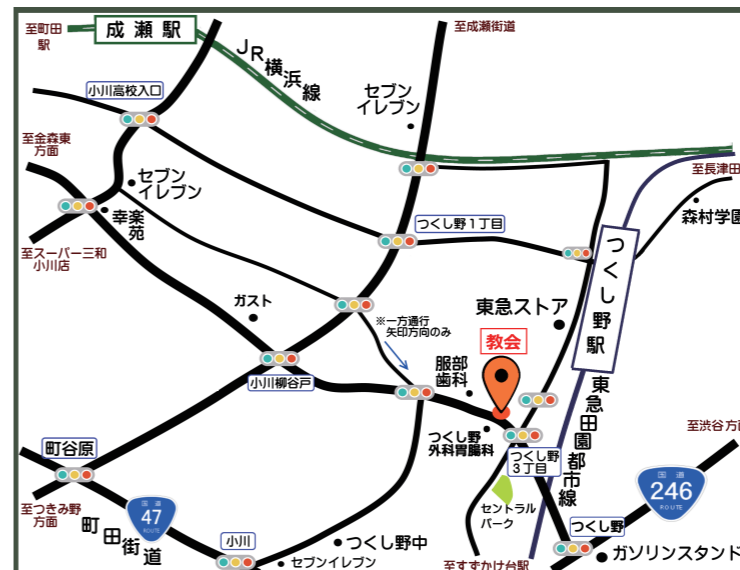 至町田
駅
成瀬駅
至成瀬街道
JR横浜線
小川高校入口
セブン
イレブン
至金森東
方面
セブン
イレブン
至長津田
幸楽
苑
つくし野1丁目
森村学園
至スーパー三和
小川店
つくし野駅
ガスト
※一方通行
矢印方向のみ
東急ストア
教会
服部
歯科
小川柳谷戸
東急田園都市線
つくし野
外科胃腸科
至渋谷方面
町谷原
つくし野
3丁目
国道
246
ROUTE
セントラル
パーク
国道
47
ROUTE
至つきみ野
方面
町田街道
小川
つくし野中
つくし野
セブンイレブン
至すずかけ台駅
ガソリンスタンド